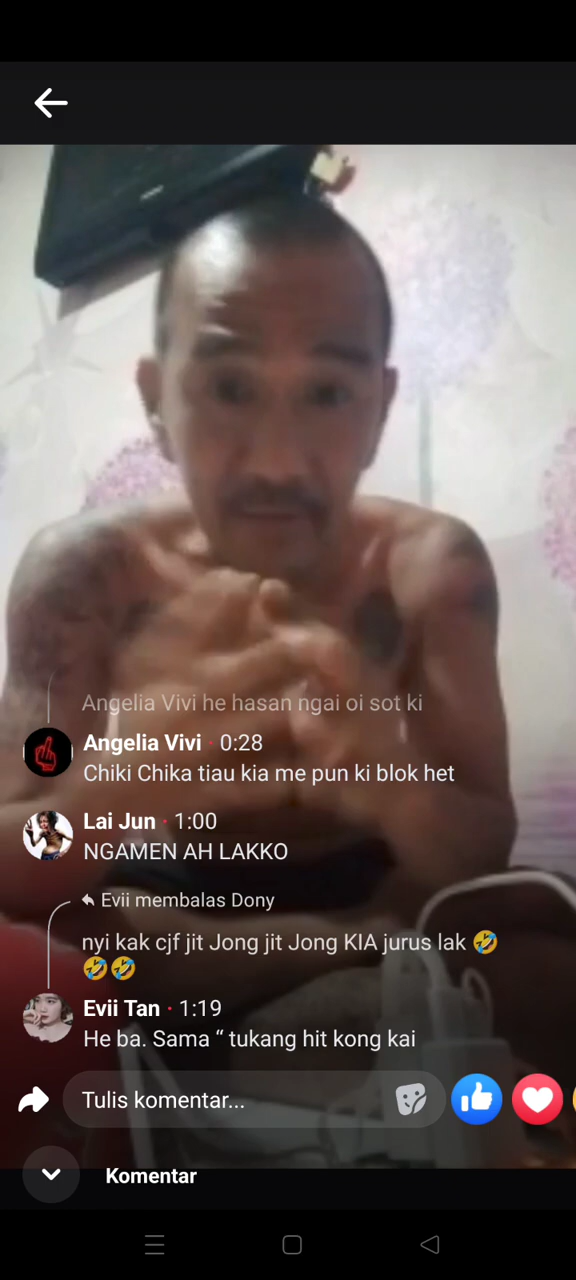 Angelia Vivi he hasan ngai oi sot ki
Angelia Vivi · 0:28
Chiki Chika tiau kia me pun ki blok het
Lai Jun · 1:00
NGAMEN AH LAKKO
Evii membalas Dony
nyi kak cjf jit Jong jit Jong KIA jurus lak 🤣
🤣🤣
Evii Tan · 1:19
He ba. Sama “ tukang hit kong kai
Tulis komentar...
Komentar